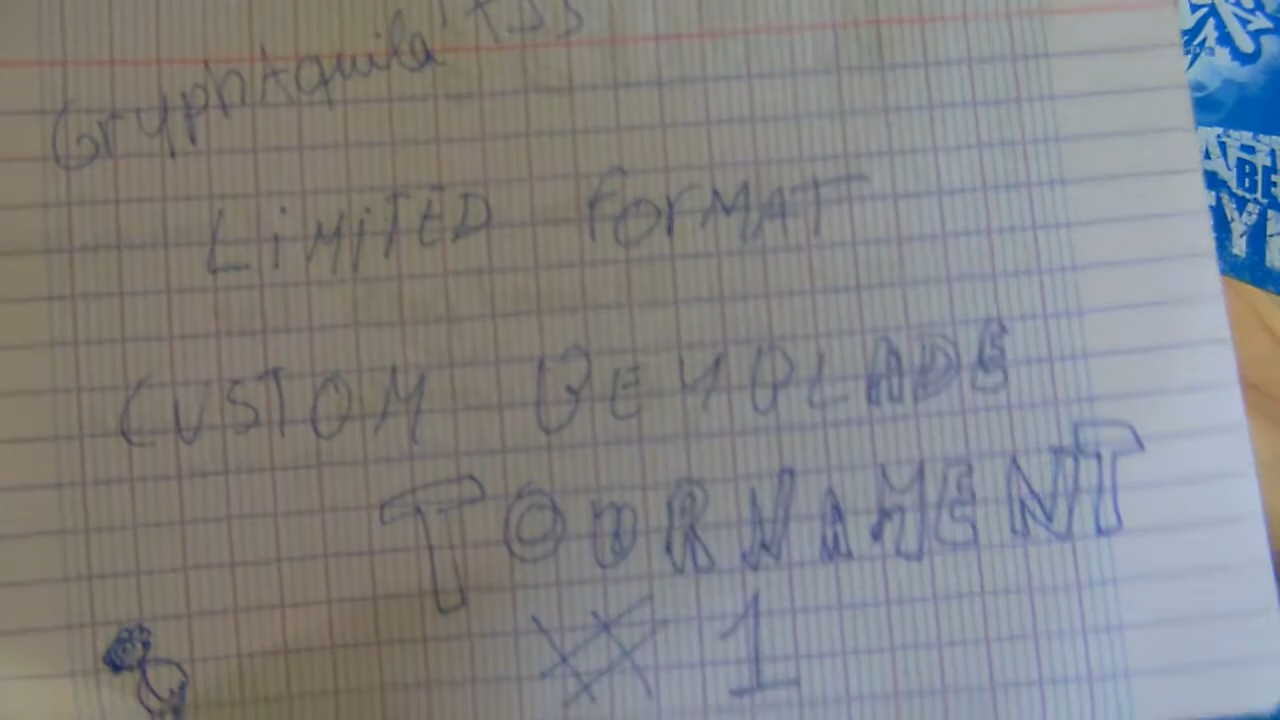 GryphAquila
LiMiTED FORMAT
CUSTOM BEYBLADE
TOURNAMENT
1